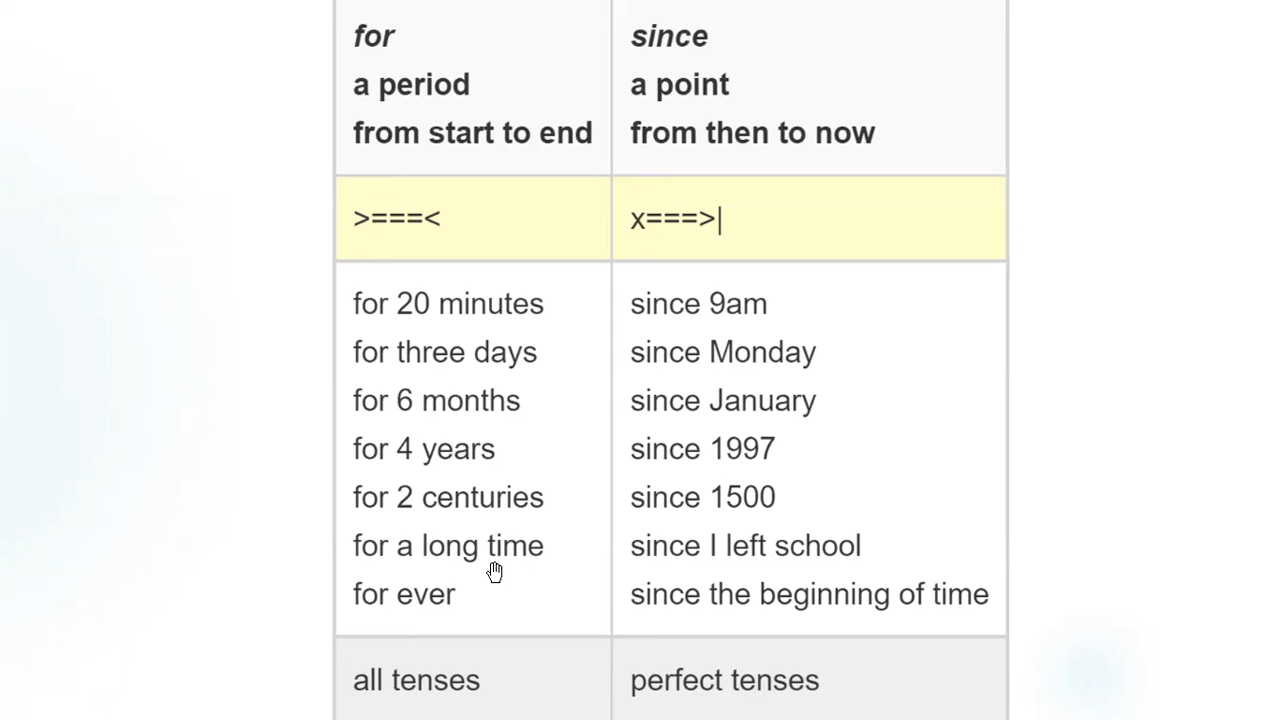 for
a period
from start to end
since
a point
from then to now
>===<
x===>|
for 20 minutes
for three days
for 6 months
for 4 years
for 2 centuries
for a long time
for ever
since 9am
since Monday
since January
since 1997
since 1500
since I left school
since the beginning of time
all tenses
perfect tenses